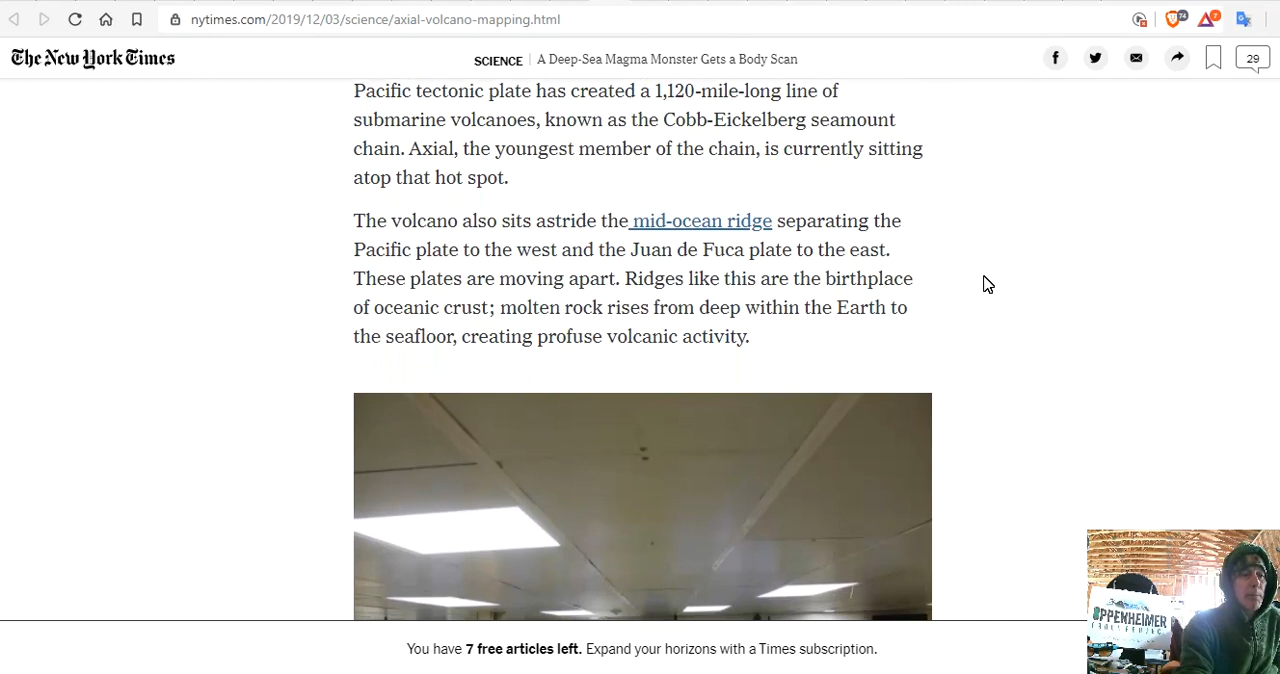 nytimes.com/2019/12/03/science/axial-volcano-mapping.html
74
7
The New York Times
SCIENCE | A Deep-Sea Magma Monster Gets a Body Scan
29
Pacific tectonic plate has created a 1,120-mile-long line of
submarine volcanoes, known as the Cobb-Eickelberg seamount
chain. Axial, the youngest member of the chain, is currently sitting
atop that hot spot.
The volcano also sits astride the mid-ocean ridge separating the
Pacific plate to the west and the Juan de Fuca plate to the east.
These plates are moving apart. Ridges like this are the birthplace
of oceanic crust; molten rock rises from deep within the Earth to
the seafloor, creating profuse volcanic activity.
OPPENHEIMER
You have 7 free articles left. Expand your horizons with a Times subscription.